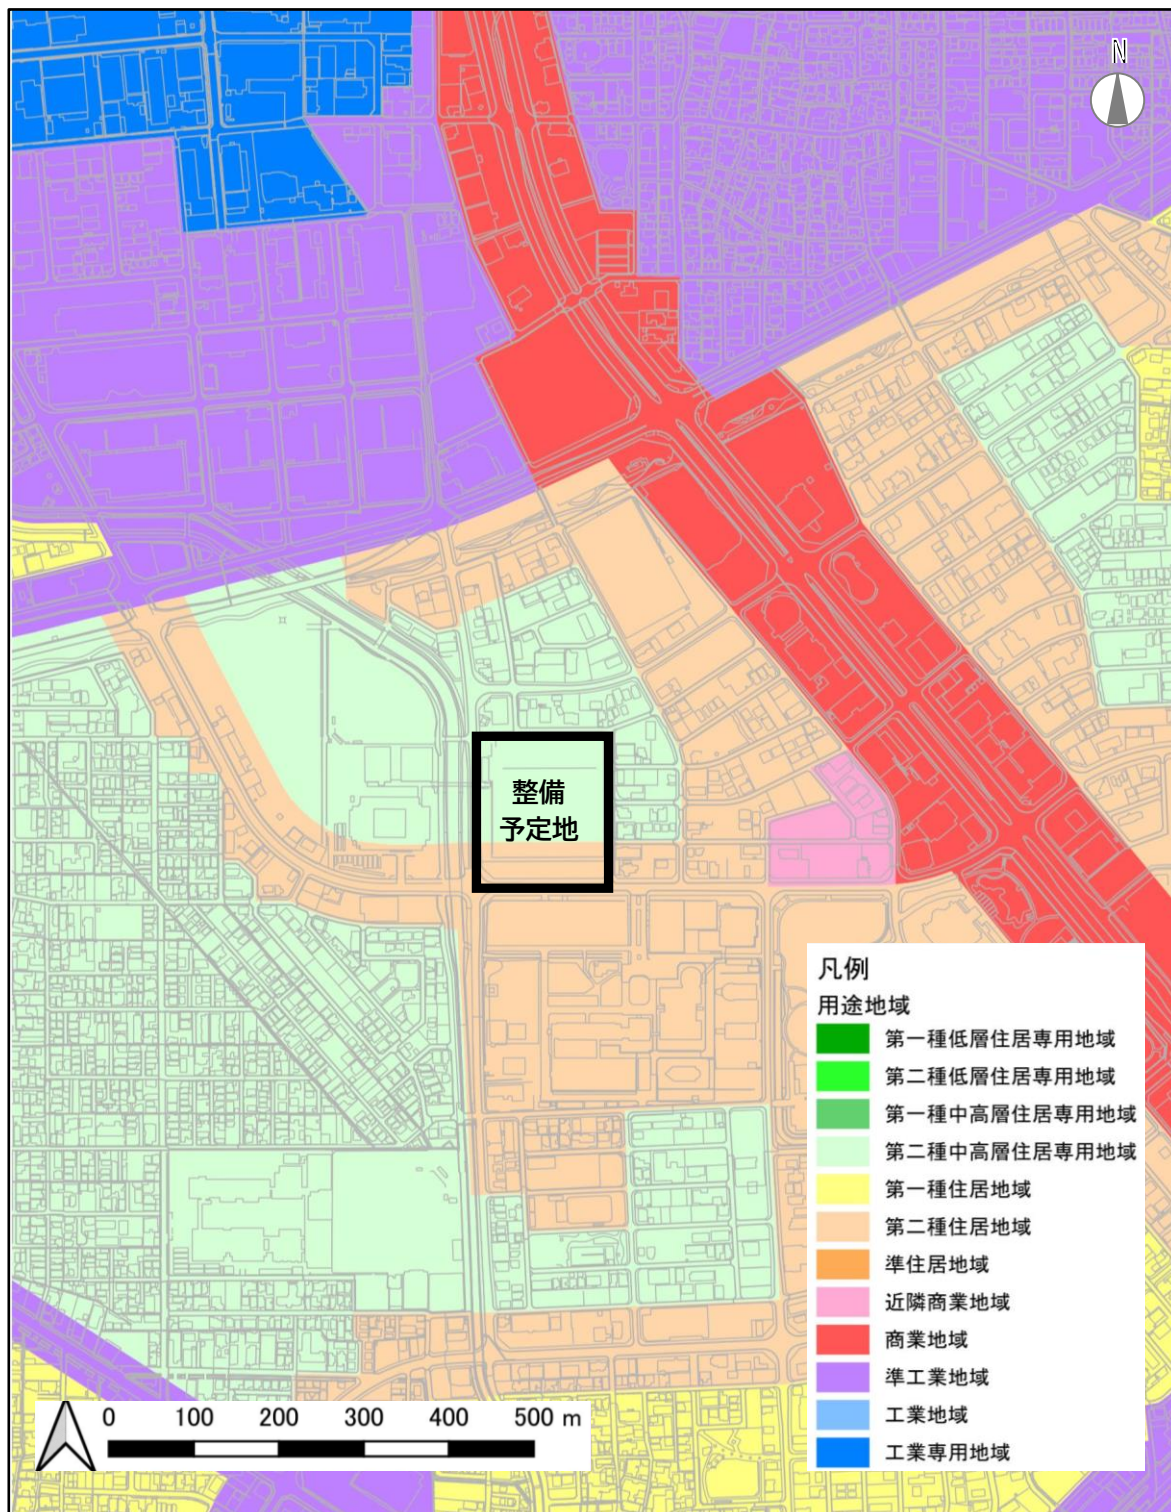 N
整備
予定地
凡例
用途地域
第一種低層住居専用地域
第二種低層住居専用地域
第一種中高層住居専用地域
第二種中高層住居専用地域
第一種住居地域
第二種住居地域
準住居地域
近隣商業地域
商業地域
準工業地域
工業地域
工業専用地域
0 100 200 300 400 500 m